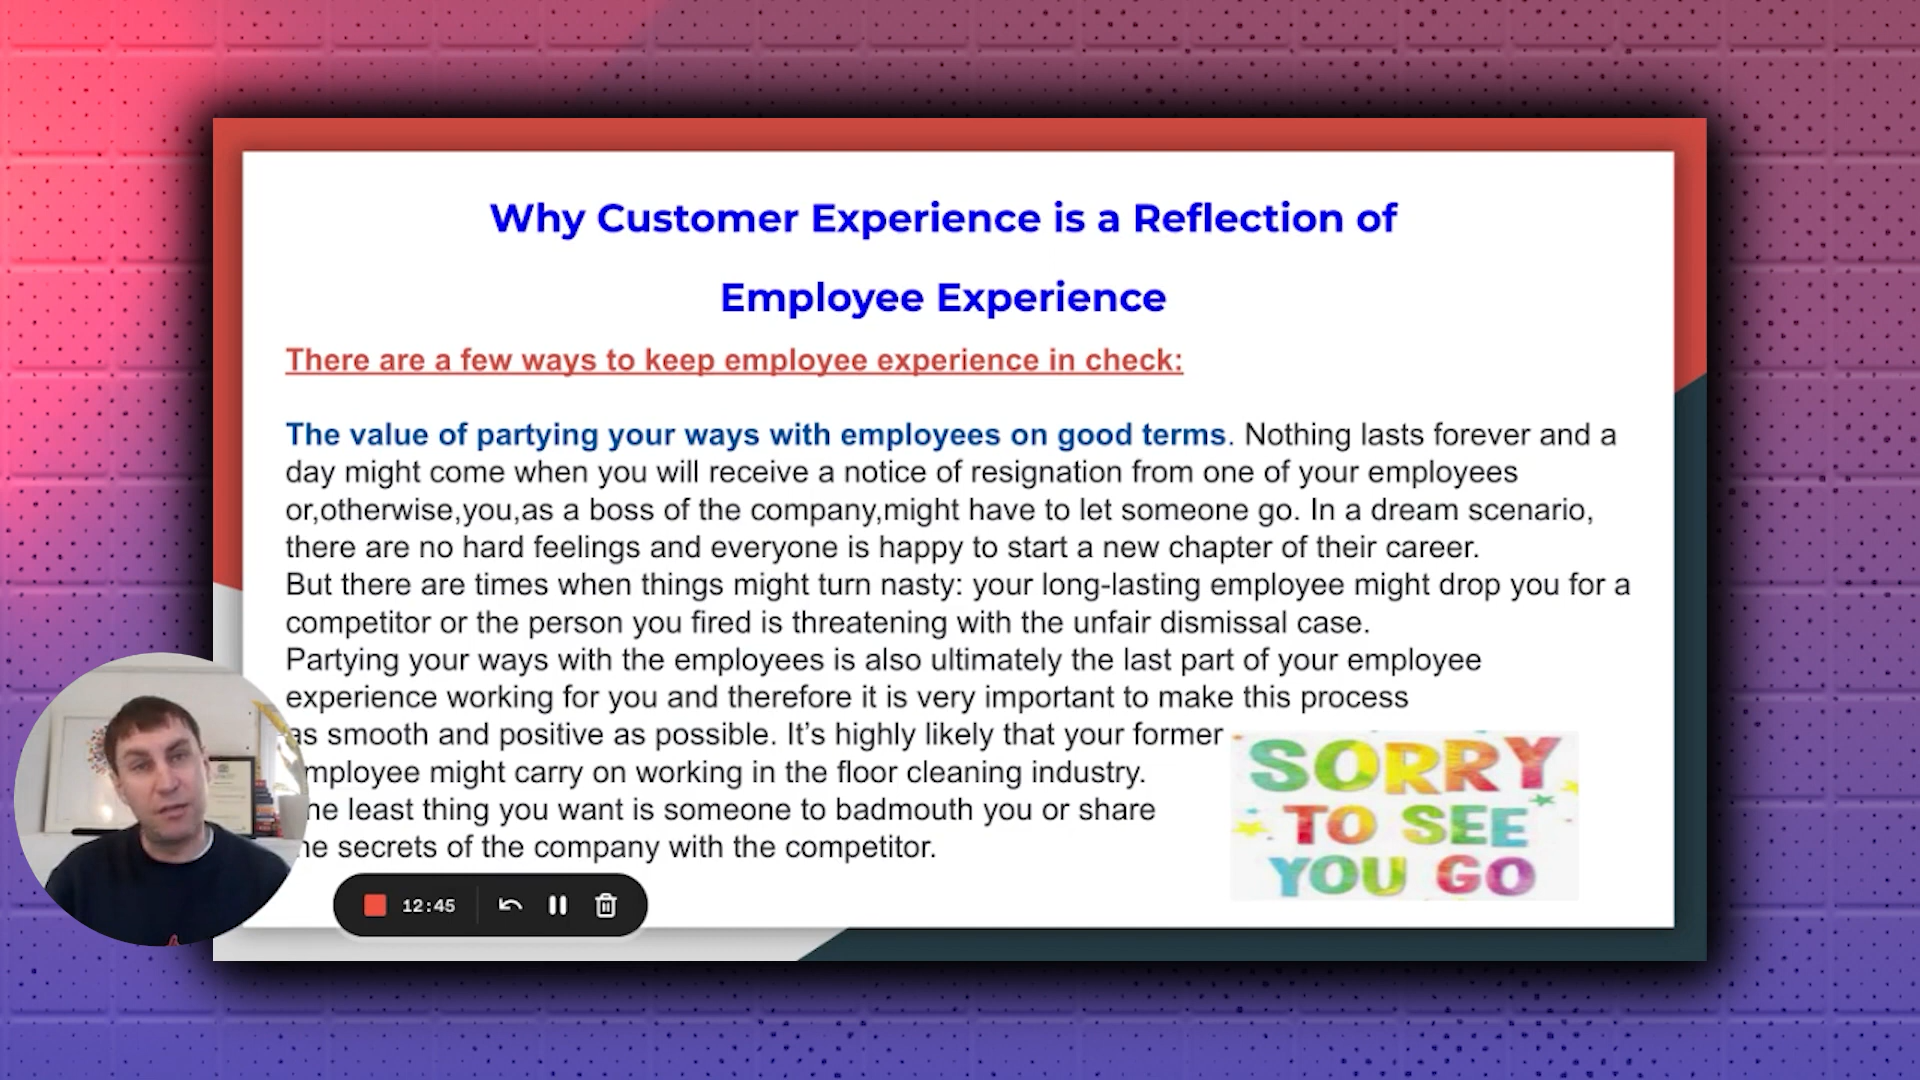 Why Customer Experience is a Reflection of
Employee Experience
There are a few ways to keep employee experience in check:
The value of partying your ways with employees on good terms. Nothing lasts forever and a
day might come when you will receive a notice of resignation from one of your employees
or,otherwise,you,as a boss of the company,might have to let someone go. In a dream scenario,
there are no hard feelings and everyone is happy to start a new chapter of their career.
But there are times when things might turn nasty: your long-lasting employee might drop you for a
competitor or the person you fired is threatening with the unfair dismissal case.
Partying your ways with the employees is also ultimately the last part of your employee
experience working for you and therefore it is very important to make this process
as smooth and positive as possible. It’s highly likely that your former
mployee might carry on working in the floor cleaning industry.
he least thing you want is someone to badmouth you or share
he secrets of the company with the competitor.
SORRY
TO SEE
YOU GO
12:45